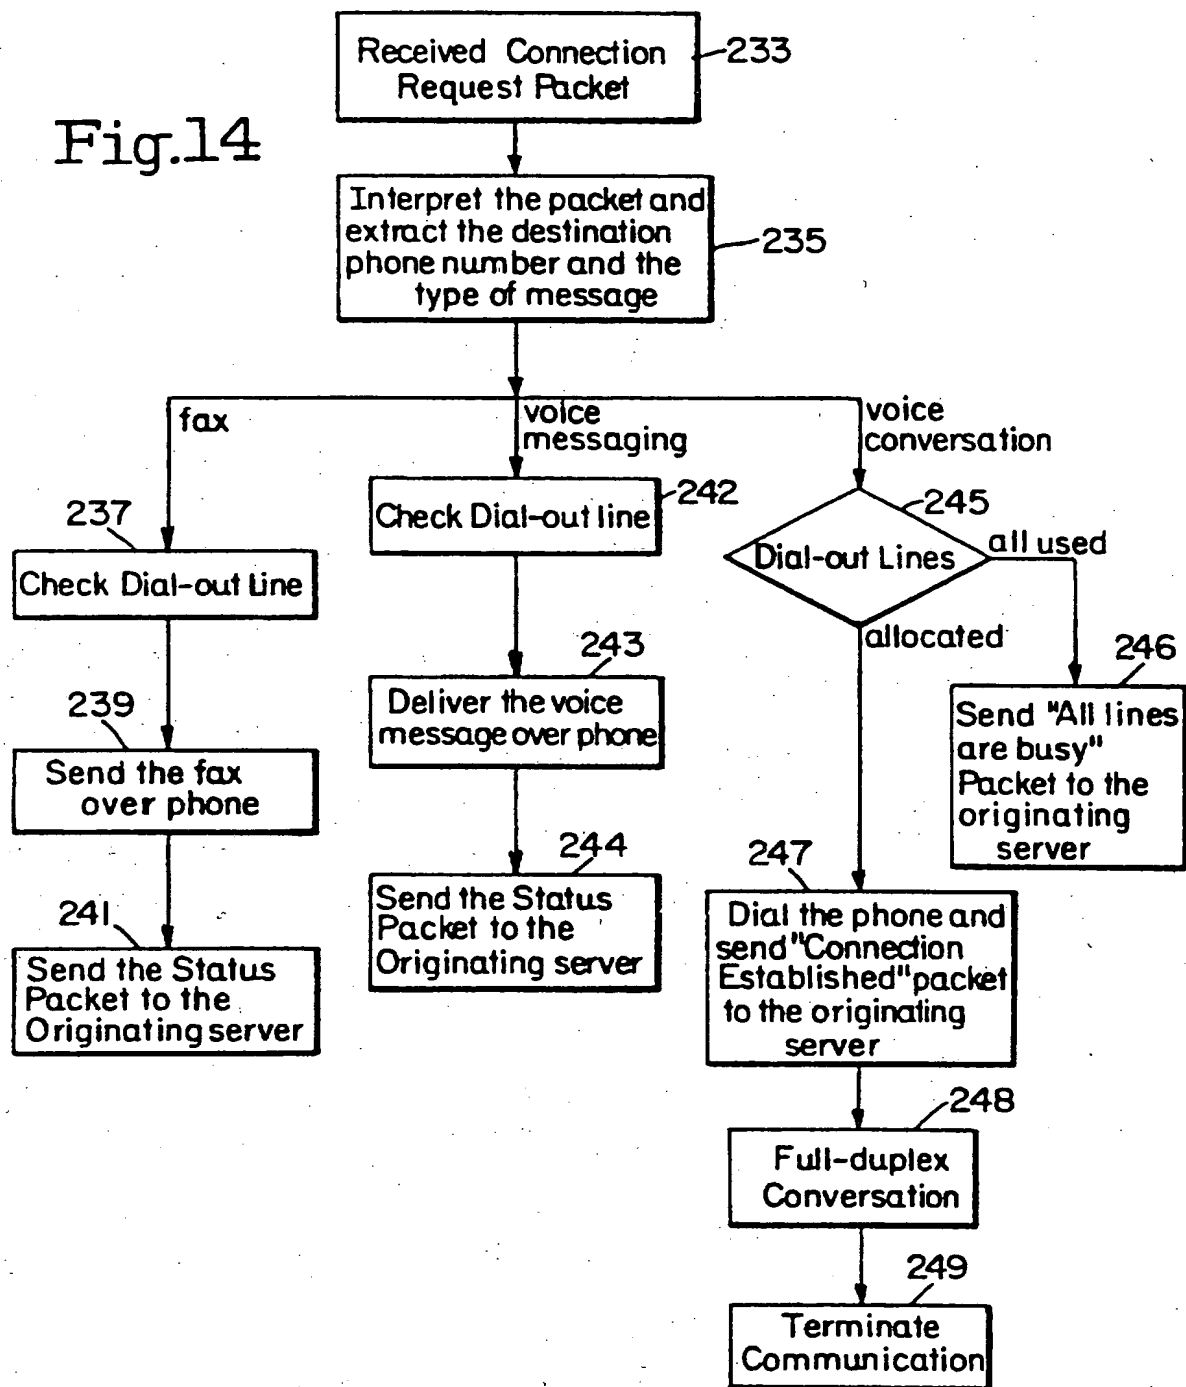 Fig.14
Received Connection
Request Packet
233
Interpret the packet and
extract the destination
phone number and the
type of message
235
fax
voice
messaging
voice
conversation
237
Check Dial-out Line
242
Check Dial-out line
245
Dial-out Lines
all used
allocated
239
Send the fax
over phone
243
Deliver the voice
message over phone
246
Send "All lines
are busy"
Packet to the
originating
server
241
Send the Status
Packet to the
Originating server
244
Send the Status
Packet to the
Originating server
247
Dial the phone and
send "Connection
Established" packet
to the originating
server
248
Full-duplex
Conversation
249
Terminate
Communication